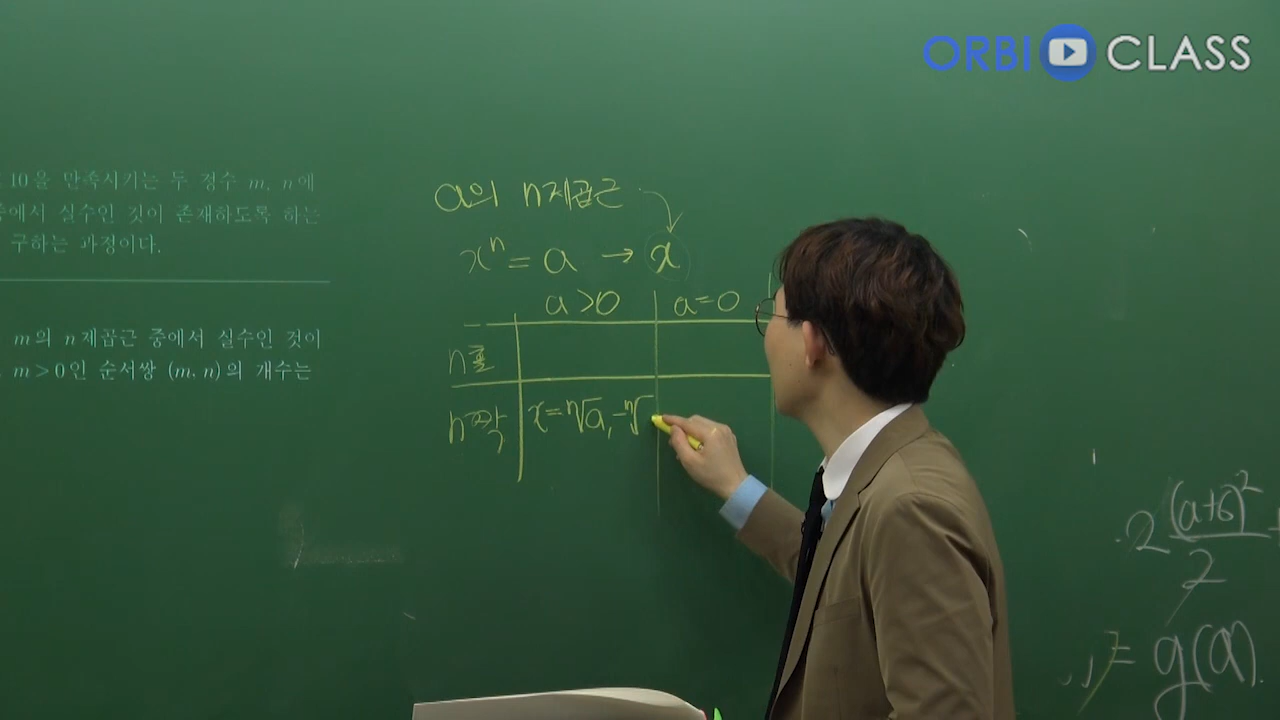 ORBI CLASS
10을 만족시키는 두 정수 m, n에
중에서 실수인 것이 존재하도록 하는
구하는 과정이다.
m의 n제곱근 중에서 실수인 것이
m>0인 순서쌍 (m, n)의 개수는
a의 n제곱근
xⁿ = a → x
a>0 a=0
n홀
n짝 x=ⁿ√a, -ⁿ√
2 (a+b)²
2
= g(a)